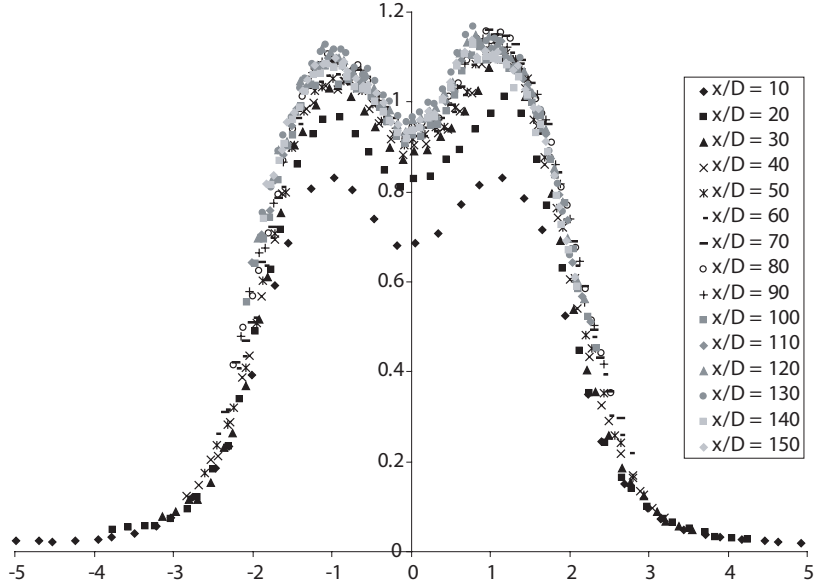 1.2
1
0.8
0.6
0.4
0.2
0
-5 -4 -3 -2 -1 0 1 2 3 4 5
x/D = 10
x/D = 20
x/D = 30
x/D = 40
x/D = 50
x/D = 60
x/D = 70
x/D = 80
x/D = 90
x/D = 100
x/D = 110
x/D = 120
x/D = 130
x/D = 140
x/D = 150